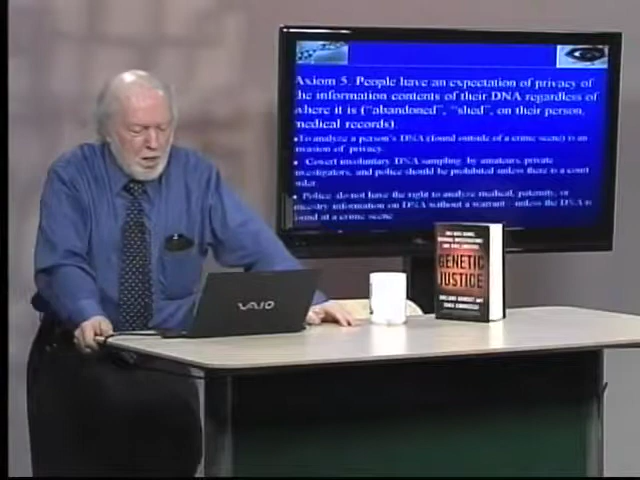 Axiom 5. People have an expectation of privacy of
the information contents of their DNA regardless of
where it is ("abandoned", "shed", on their person,
medical records)
•To analyze a person's DNA (found outside of a crime scene) is an
invasion of privacy.
• Covert involuntary DNA sampling by amateurs, private
investigators, and police should be prohibited unless there is a court
order.
• Police do not have the right to analyze medical, paternity, or
ancestry information on DNA without a warrant - unless the DNA is
found at a crime scene
GENETIC
JUSTICE
VAIO